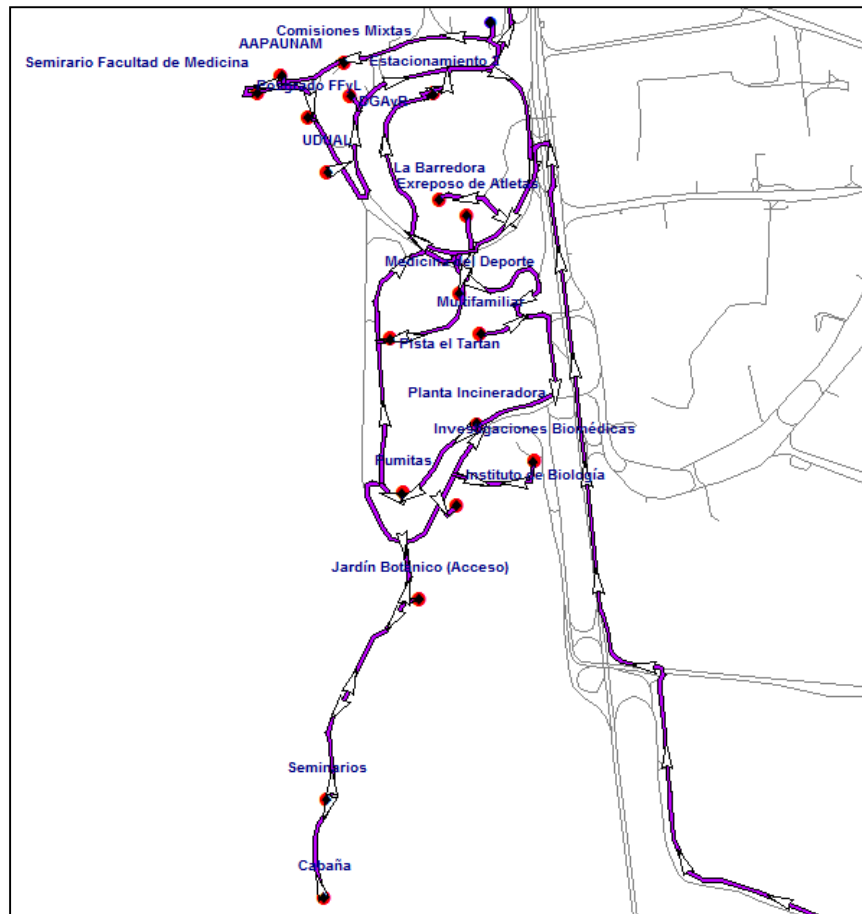 Comisiones Mixtas
AAPAUNAM
Semirario Facultad de Medicina
Estacionamiento
Posgrado FFyL
DGAyR
UDUAL
La Barredora
Exreposo de Atletas
Medicina del Deporte
Multifamiliar
Pista el Tartan
Planta Incineradora
Investigaciones Biomédicas
Pumitas
Instituto de Biología
Jardín Botánico (Acceso)
Seminarios
Cabaña